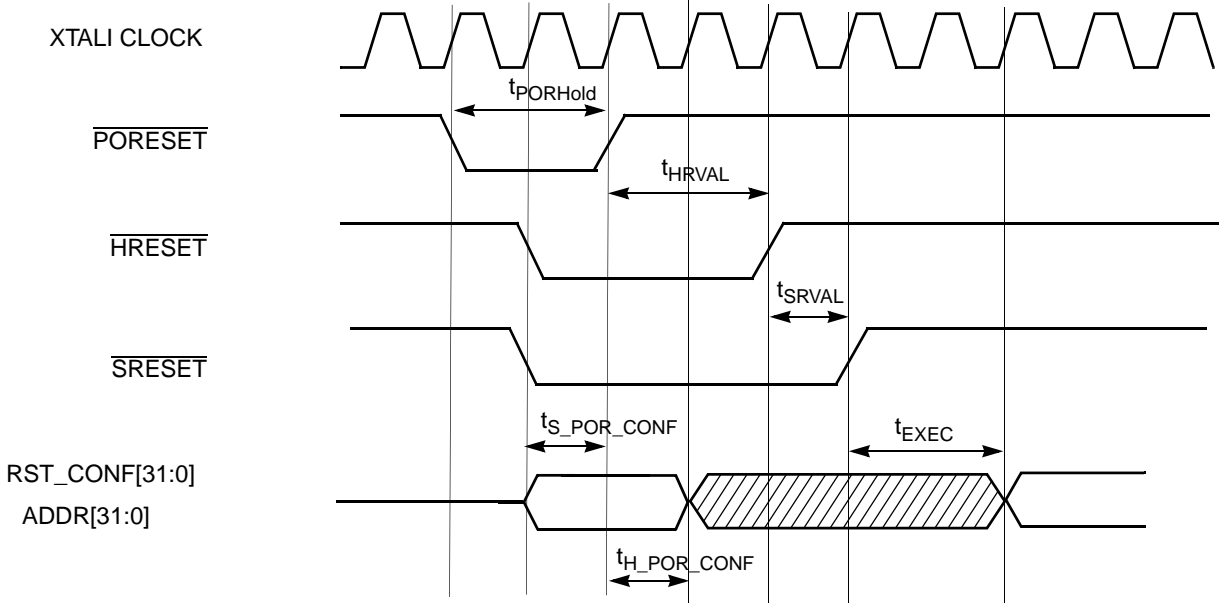 XTALI CLOCK
tPORHold
PORESET
tHRVAL
HRESET
tSRVAL
SRESET
tS_POR_CONF
tEXEC
RST_CONF[31:0]
ADDR[31:0]
tH_POR_CONF